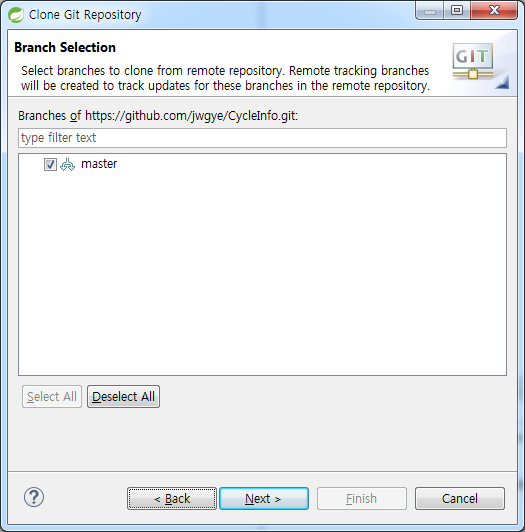 Clone Git Repository
Branch Selection
Select branches to clone from remote repository. Remote tracking branches
will be created to track updates for these branches in the remote repository.
GIT
Branches of https://github.com/jwgye/CycleInfo.git:
type filter text
master
Select All
Deselect All
?
< Back
Next >
Finish
Cancel